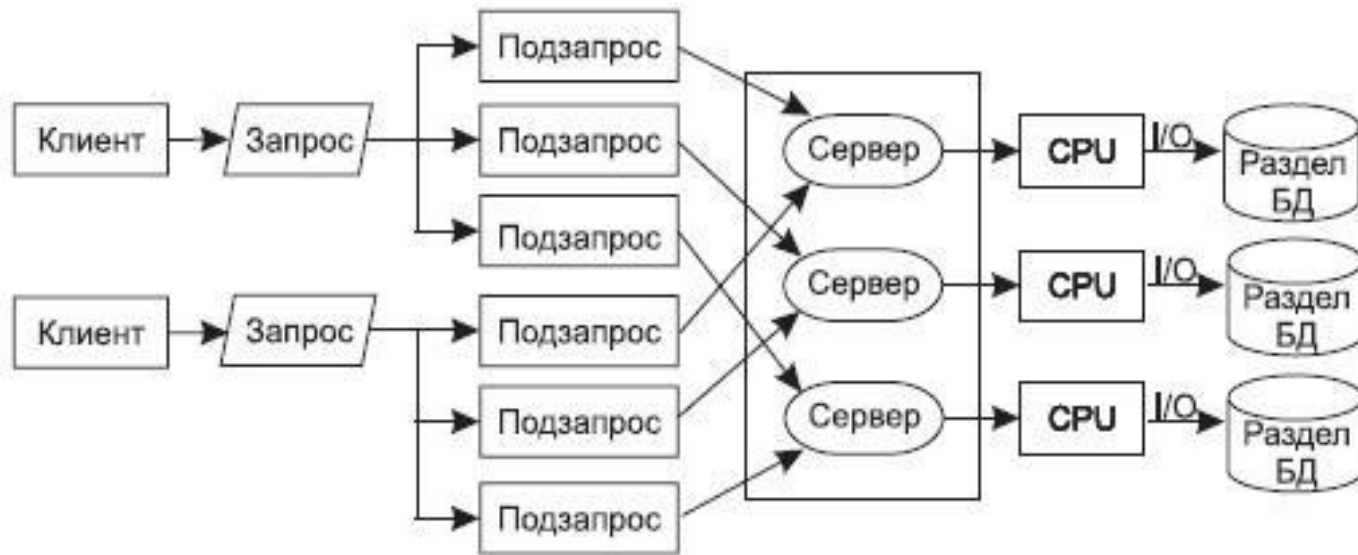 Подзапрос
Клиент
Запрос
Подзапрос
Сервер
CPU
I/O
Раздел
БД
Подзапрос
Клиент
Запрос
Подзапрос
Сервер
CPU
I/O
Раздел
БД
Подзапрос
Сервер
CPU
I/O
Раздел
БД
Подзапрос